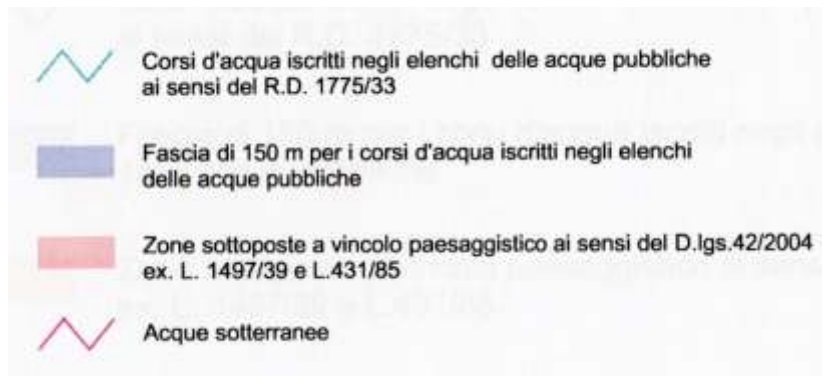 Corsi d'acqua iscritti negli elenchi delle acque pubbliche
ai sensi del R.D. 1775/33
Fascia di 150 m per i corsi d'acqua iscritti negli elenchi
delle acque pubbliche
Zone sottoposte a vincolo paesaggistico ai sensi del D.lgs.42/2004
ex. L. 1497/39 e L.431/85
Acque sotterranee